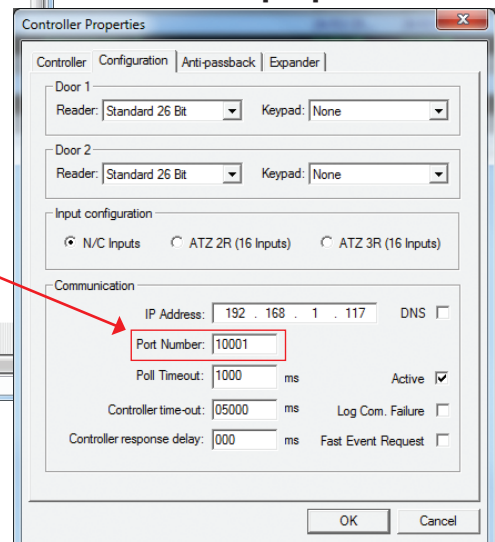 Controller Properties
Controller Configuration Anti-passback Expander
Door 1
Reader: Standard 26 Bit Keypad: None
Door 2
Reader: Standard 26 Bit Keypad: None
Input configuration
N/C Inputs ATZ 2R (16 Inputs) ATZ 3R (16 Inputs)
Communication
IP Address: 192 . 168 . 1 . 117 DNS
Port Number: 10001
Poll Timeout: 1000 ms Active
Controller time-out: 05000 ms Log Com. Failure
Controller response delay: 000 ms Fast Event Request
OK Cancel